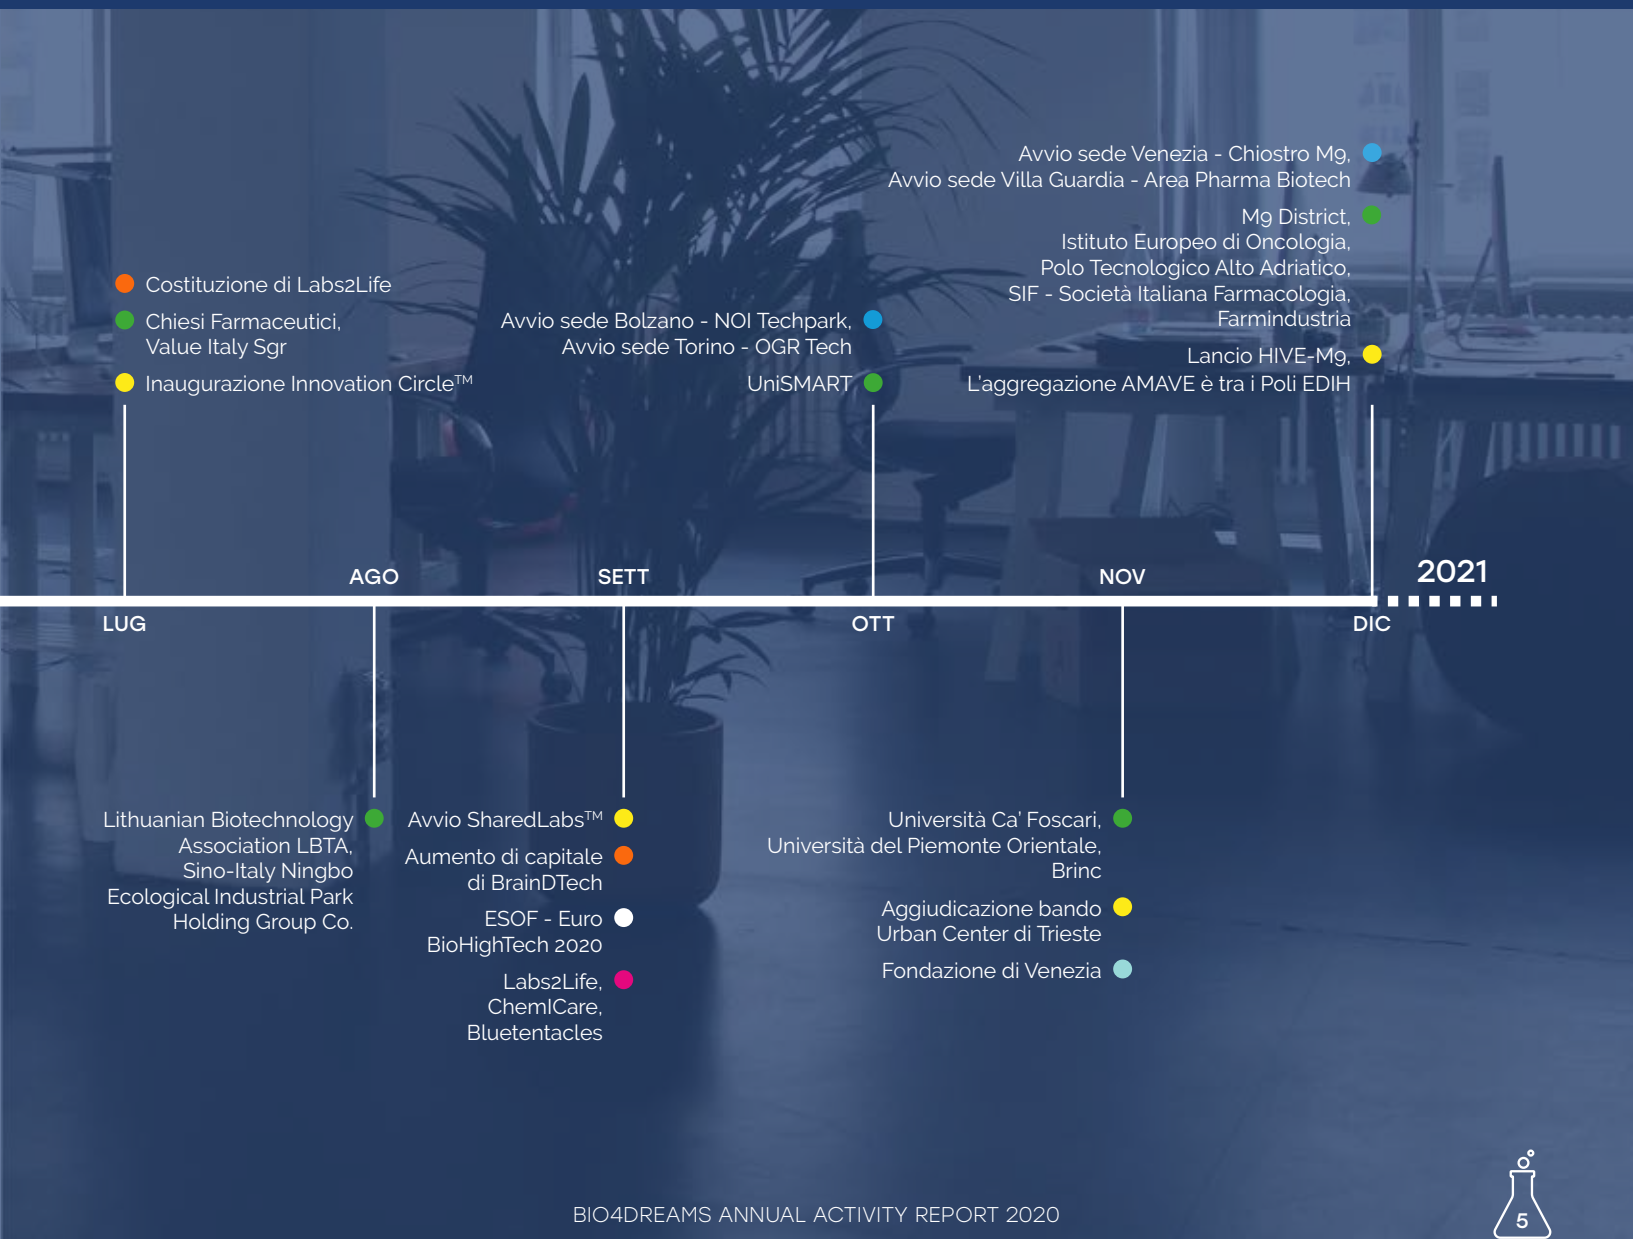 Costituzione di Labs2Life
Chiesi Farmaceutici,
Value Italy Sgr
Inaugurazione Innovation Circle™
LUG
AGO
Lithuanian Biotechnology
Association LBTA,
Sino-Italy Ningbo
Ecological Industrial Park
Holding Group Co.
SETT
Avvio SharedLabs™
Aumento di capitale
di BrainDTech
ESOF - Euro
BioHighTech 2020
Labs2Life,
ChemICare,
Bluetentacles
Avvio sede Bolzano - NOI Techpark,
Avvio sede Torino - OGR Tech
UniSMART
OTT
NOV
Università Ca' Foscari,
Università del Piemonte Orientale,
Brinc
Aggiudicazione bando
Urban Center di Trieste
Fondazione di Venezia
Avvio sede Venezia - Chiostro M9,
Avvio sede Villa Guardia - Area Pharma Biotech
M9 District,
Istituto Europeo di Oncologia,
Polo Tecnologico Alto Adriatico,
SIF - Società Italiana Farmacologia,
Farmindustria
Lancio HIVE-M9,
L'aggregazione AMAVE è tra i Poli EDIH
DIC
2021
BIO4DREAMS ANNUAL ACTIVITY REPORT 2020
5